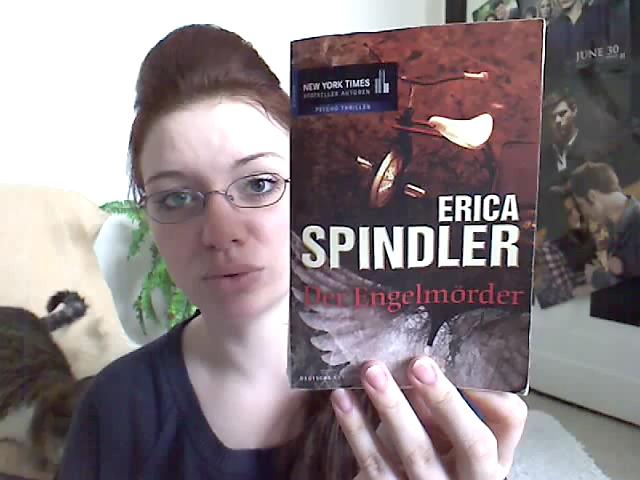 NEW YORK TIMES
BESTSELLER AUTOREN
PSYCHO THRILLER
ERICA
SPINDLER
Der Engelmörder
JUNE 30